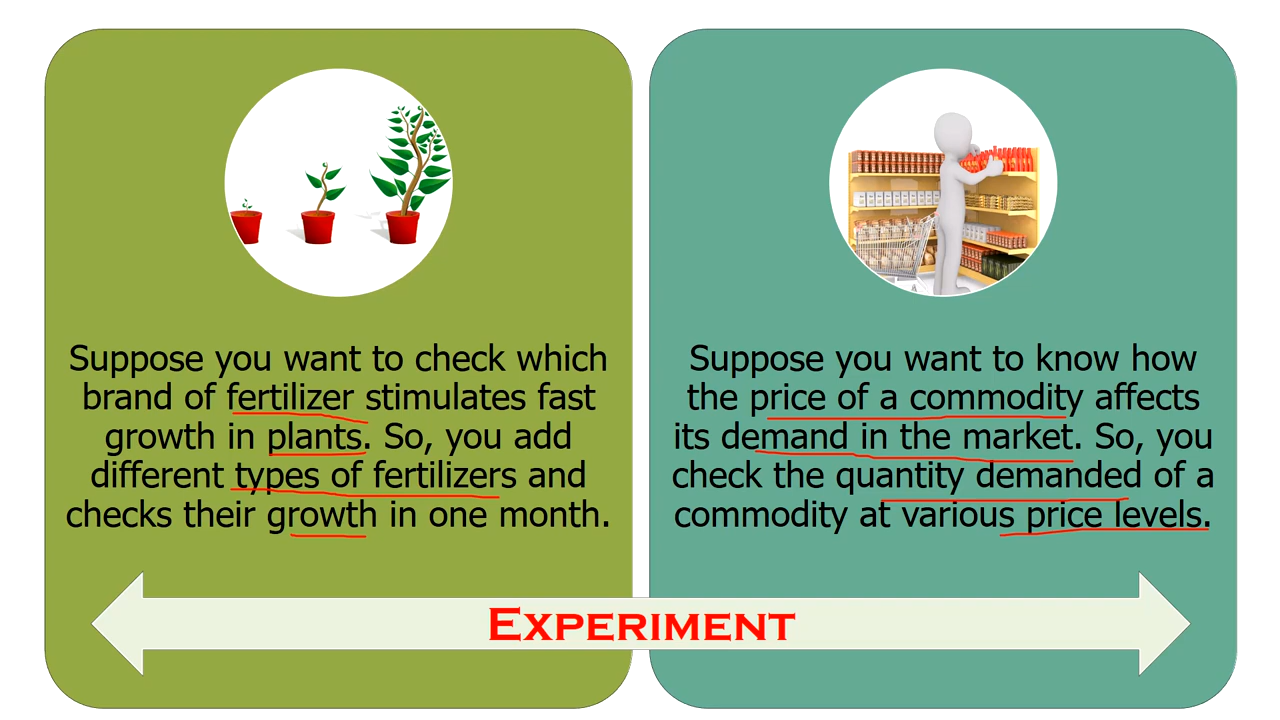 Suppose you want to check which
brand of fertilizer stimulates fast
growth in plants. So, you add
different types of fertilizers and
checks their growth in one month.
Suppose you want to know how
the price of a commodity affects
its demand in the market. So, you
check the quantity demanded of a
commodity at various price levels.
EXPERIMENT